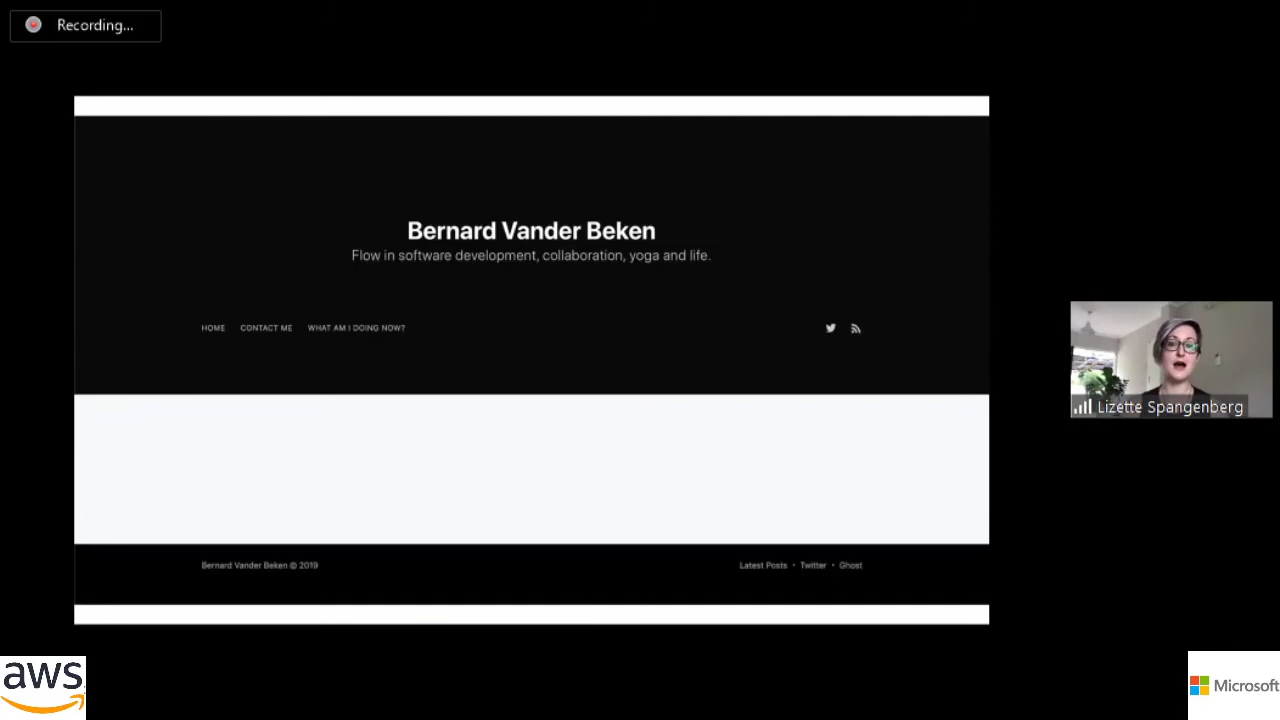 Recording...
Bernard Vander Beken
Flow in software development, collaboration, yoga and life.
HOME CONTACT ME WHAT AM I DOING NOW?
Lizette Spangenberg
Bernard Vander Beken © 2019
Latest Posts • Twitter • Ghost
aws
Microsoft